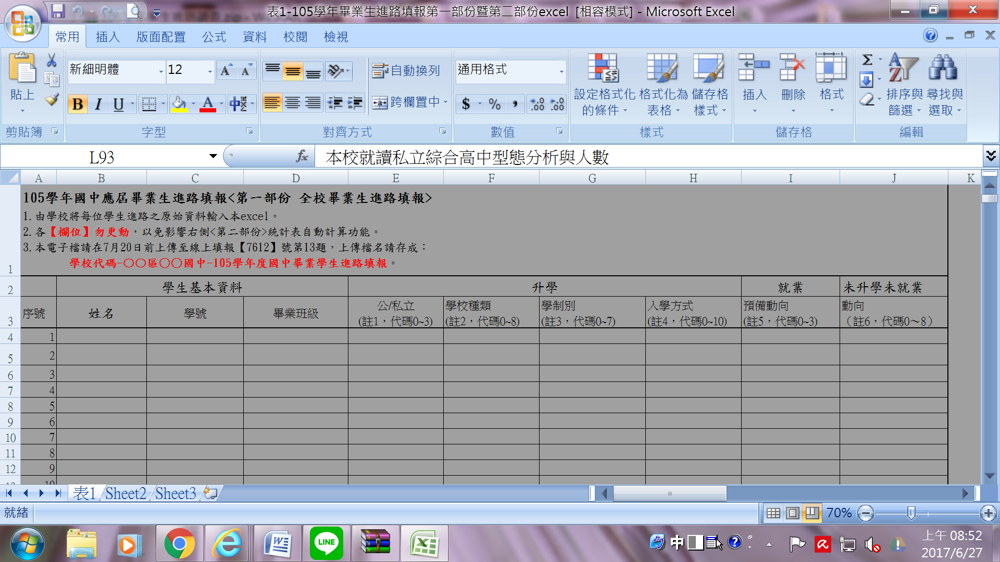 表1-105學年畢業生進路填報第一部份暨第二部份excel [相容模式] - Microsoft Excel
常用 插入 版面配置 公式 資料 校閱 檢視
新細明體 12 自動換列 通用格式
貼上 B I U A 中 跨欄置中 $ % , .00 .00
設定格式化的條件 格式化為表格 儲存格樣式 插入 刪除 格式 Σ 排序與篩選 尋找與選取
剪貼簿 字型 對齊方式 數值 樣式 儲存格 編輯
L93 fx 本校就讀私立綜合高中型態分析與人數
A B C D E F G H I J K
105學年國中應屆畢業生進路填報<第一部份 全校畢業生進路填報>
1.由學校將每位學生進路之原始資料輸入本excel。
2.各【欄位】勿更動，以免影響右側<第二部份>統計表自動計算功能。
3.本電子檔請在7月20日前上傳至線上填報【7612】號第13題，上傳檔名請存成：
學校代碼-〇〇區〇〇國中-105學年度國中畢業學生進路填報。
1
2 學生基本資料 升學 就業 未升學未就業
3 序號 姓名 學號 畢業班級 公/私立 (註1，代碼0~3) 學校種類 (註2，代碼0~8) 學制別 (註3，代碼0~7) 入學方式 (註4，代碼0~10) 預備動向 (註5，代碼0~3) 動向 （註6，代碼0～8）
4 1
5 2
6 3
7 4
8 5
9 6
10 7
11 8
12 9
13 10
表1 Sheet2 Sheet3
就緒 70%
LINE 中 上午 08:52
2017/6/27